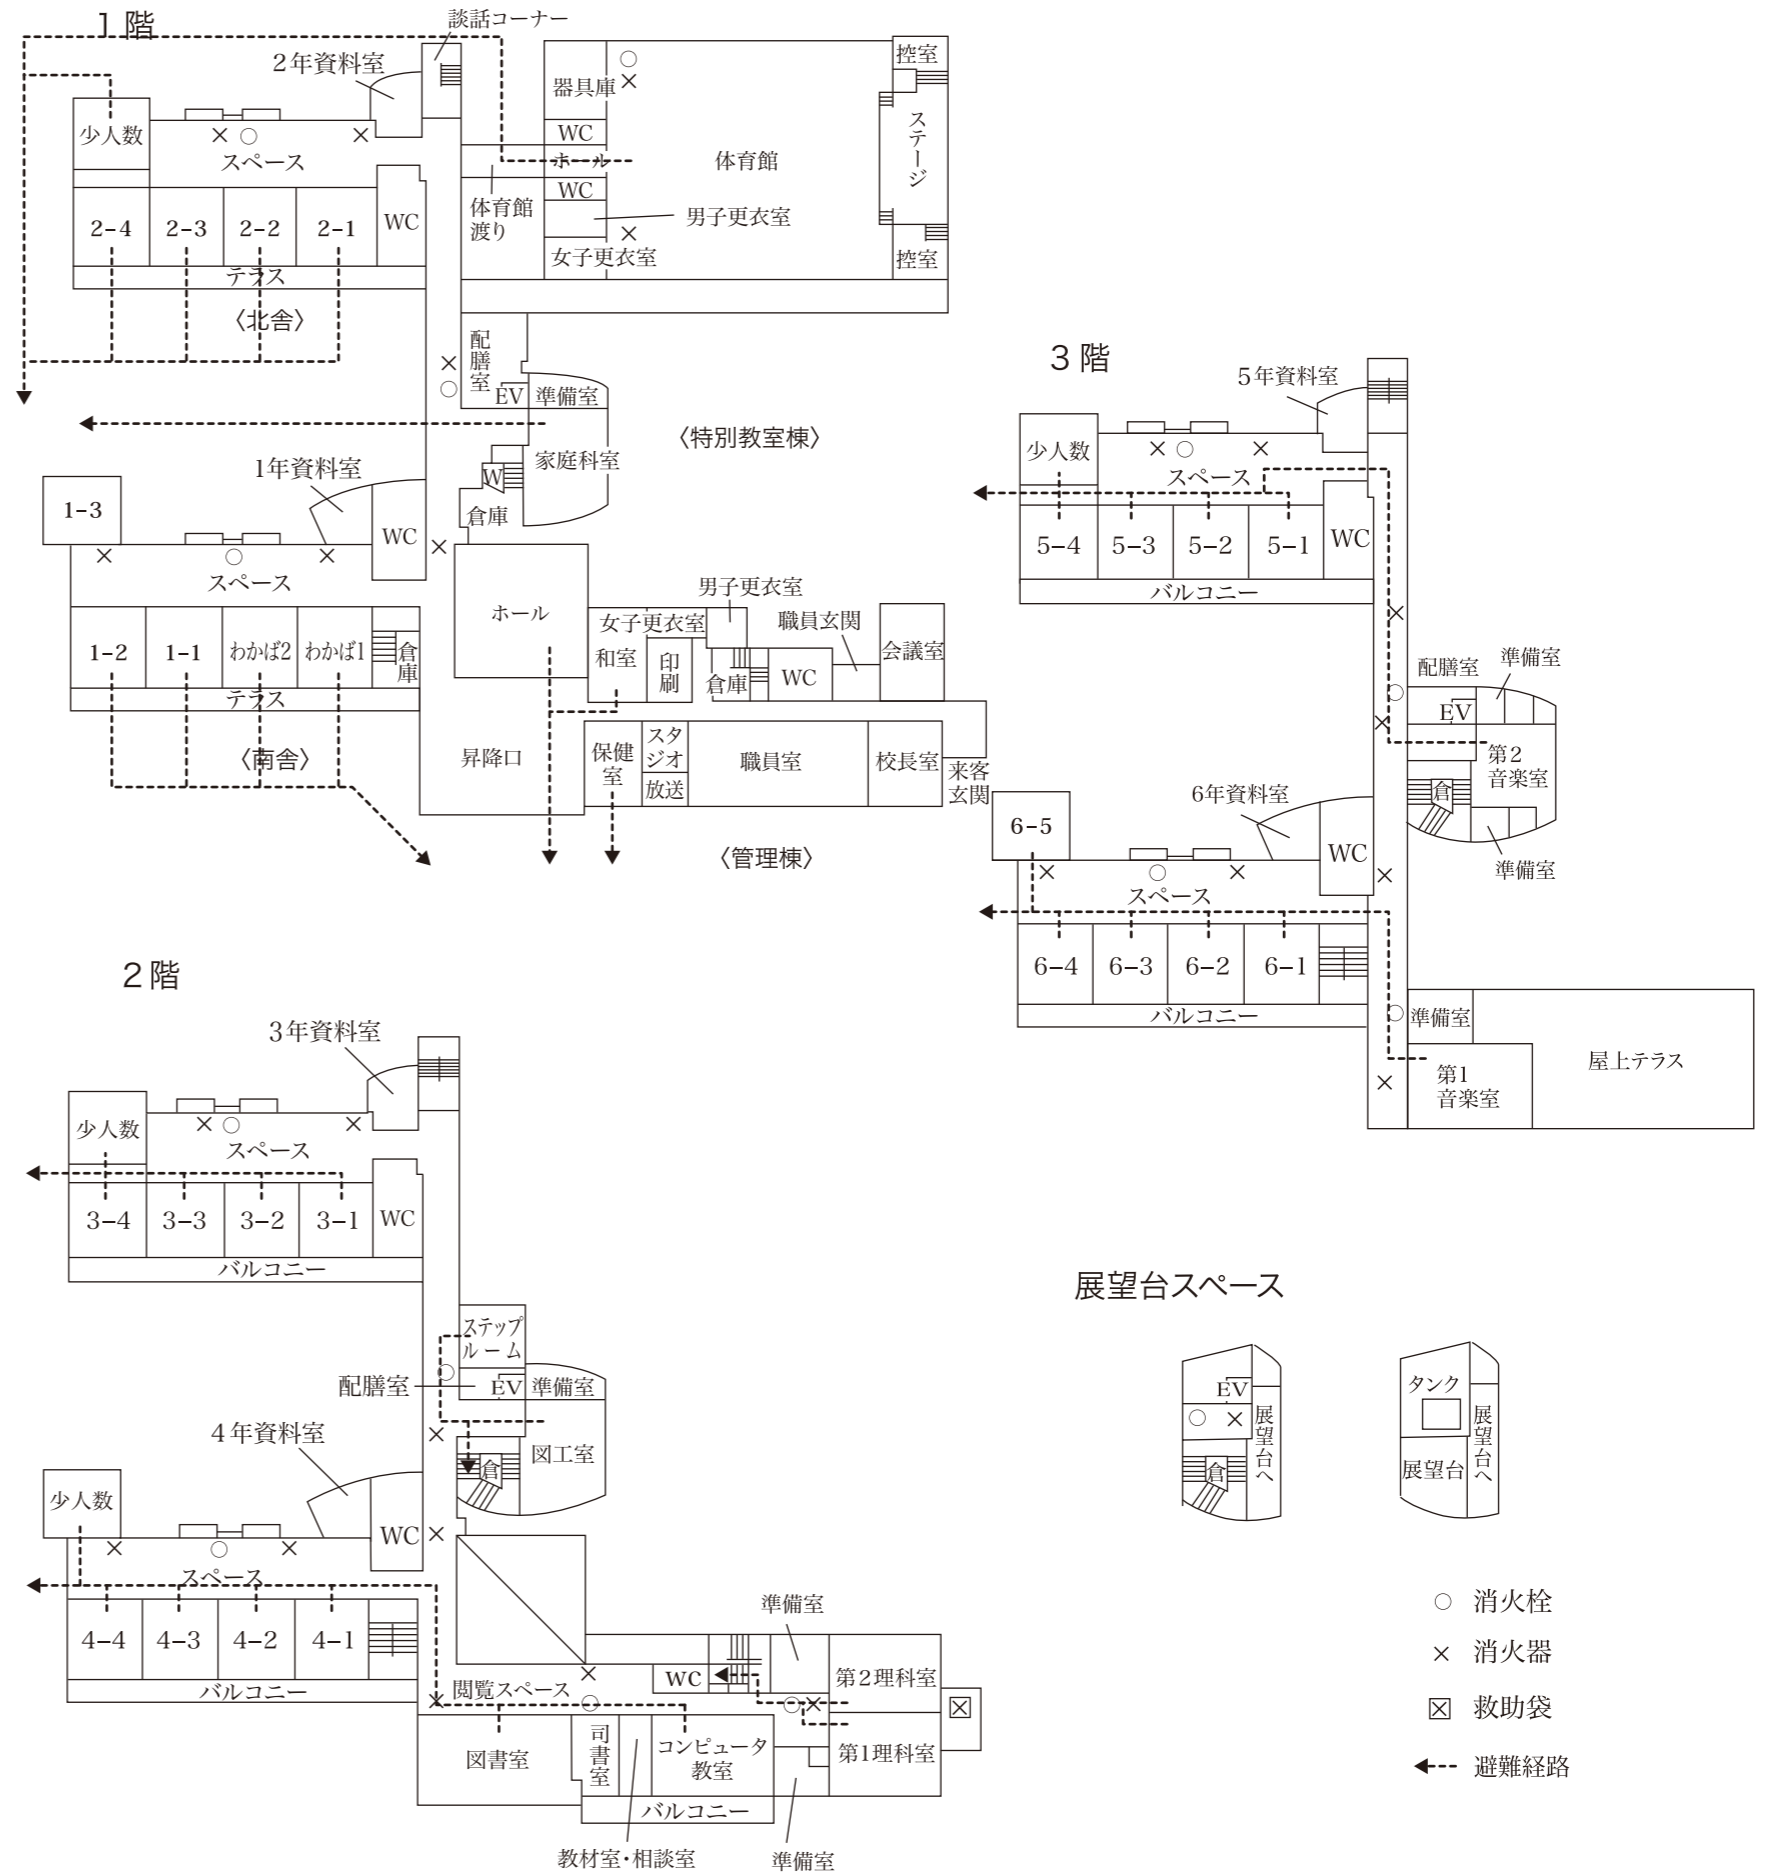 1階
談話コーナー
2年資料室
少人数
スペース
2-4
2-3
2-2
2-1
WC
テラス
〈北舎〉
器具庫
WC
ホール
WC
体育館
渡り
男子更衣室
女子更衣室
体育館
控室
ステージ
控室
配膳室
EV
準備室
家庭科室
W
倉庫
〈特別教室棟〉
1年資料室
1-3
WC
スペース
1-2
1-1
わかば2
わかば1
倉庫
テラス
〈南舎〉
ホール
昇降口
男子更衣室
女子更衣室
職員玄関
会議室
和室
印刷
倉庫
WC
保健
室
スタ
ジオ
放送
職員室
校長室
来客
玄関
〈管理棟〉
3階
5年資料室
少人数
スペース
5-4
5-3
5-2
5-1
WC
バルコニー
配膳室
準備室
EV
第2
音楽室
倉
準備室
6年資料室
6-5
WC
スペース
6-4
6-3
6-2
6-1
バルコニー
準備室
第1
音楽室
屋上テラス
2階
3年資料室
少人数
スペース
3-4
3-3
3-2
3-1
WC
バルコニー
ステップ
ルーム
配膳室
EV
準備室
図工室
倉
4年資料室
少人数
WC
スペース
4-4
4-3
4-2
4-1
バルコニー
閲覧スペース
WC
準備室
第2理科室
図書室
司書室
コンピュータ
教室
第1理科室
バルコニー
教材室・相談室
準備室
展望台スペース
EV
倉
展望台へ
タンク
展望台
展望台へ
○ 消火栓
× 消火器
☒ 救助袋
避難経路